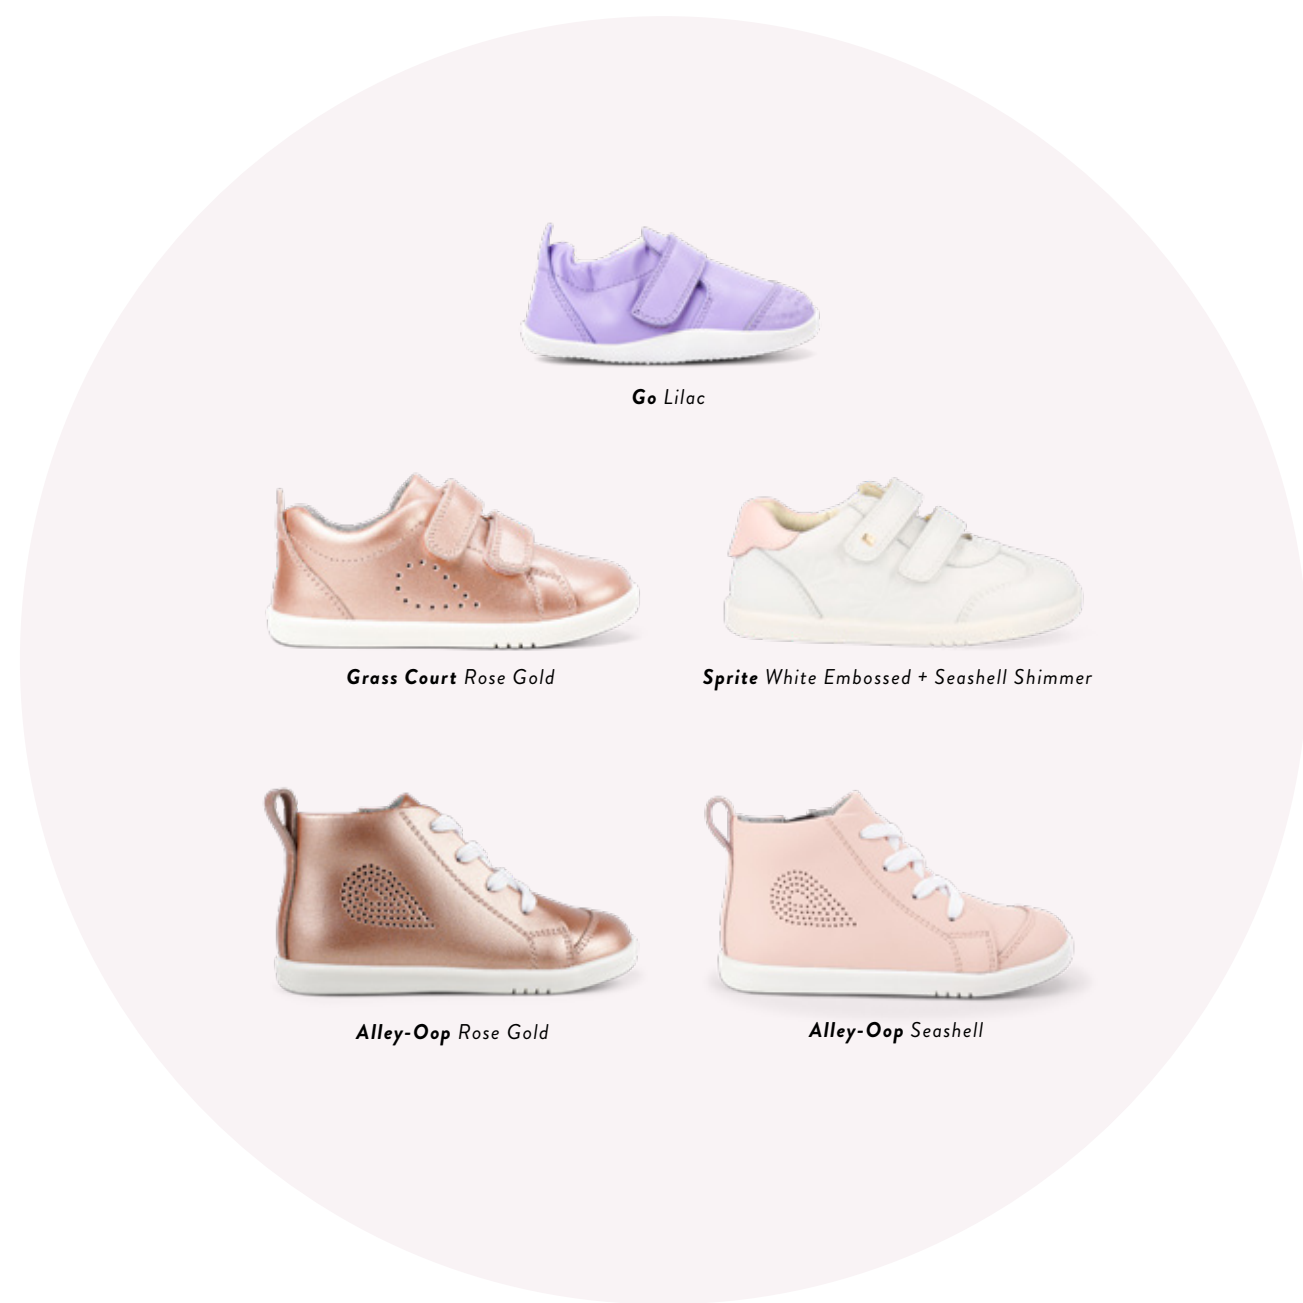 Go Lilac
Grass Court Rose Gold
Sprite White Embossed + Seashell Shimmer
Alley-Oop Rose Gold
Alley-Oop Seashell